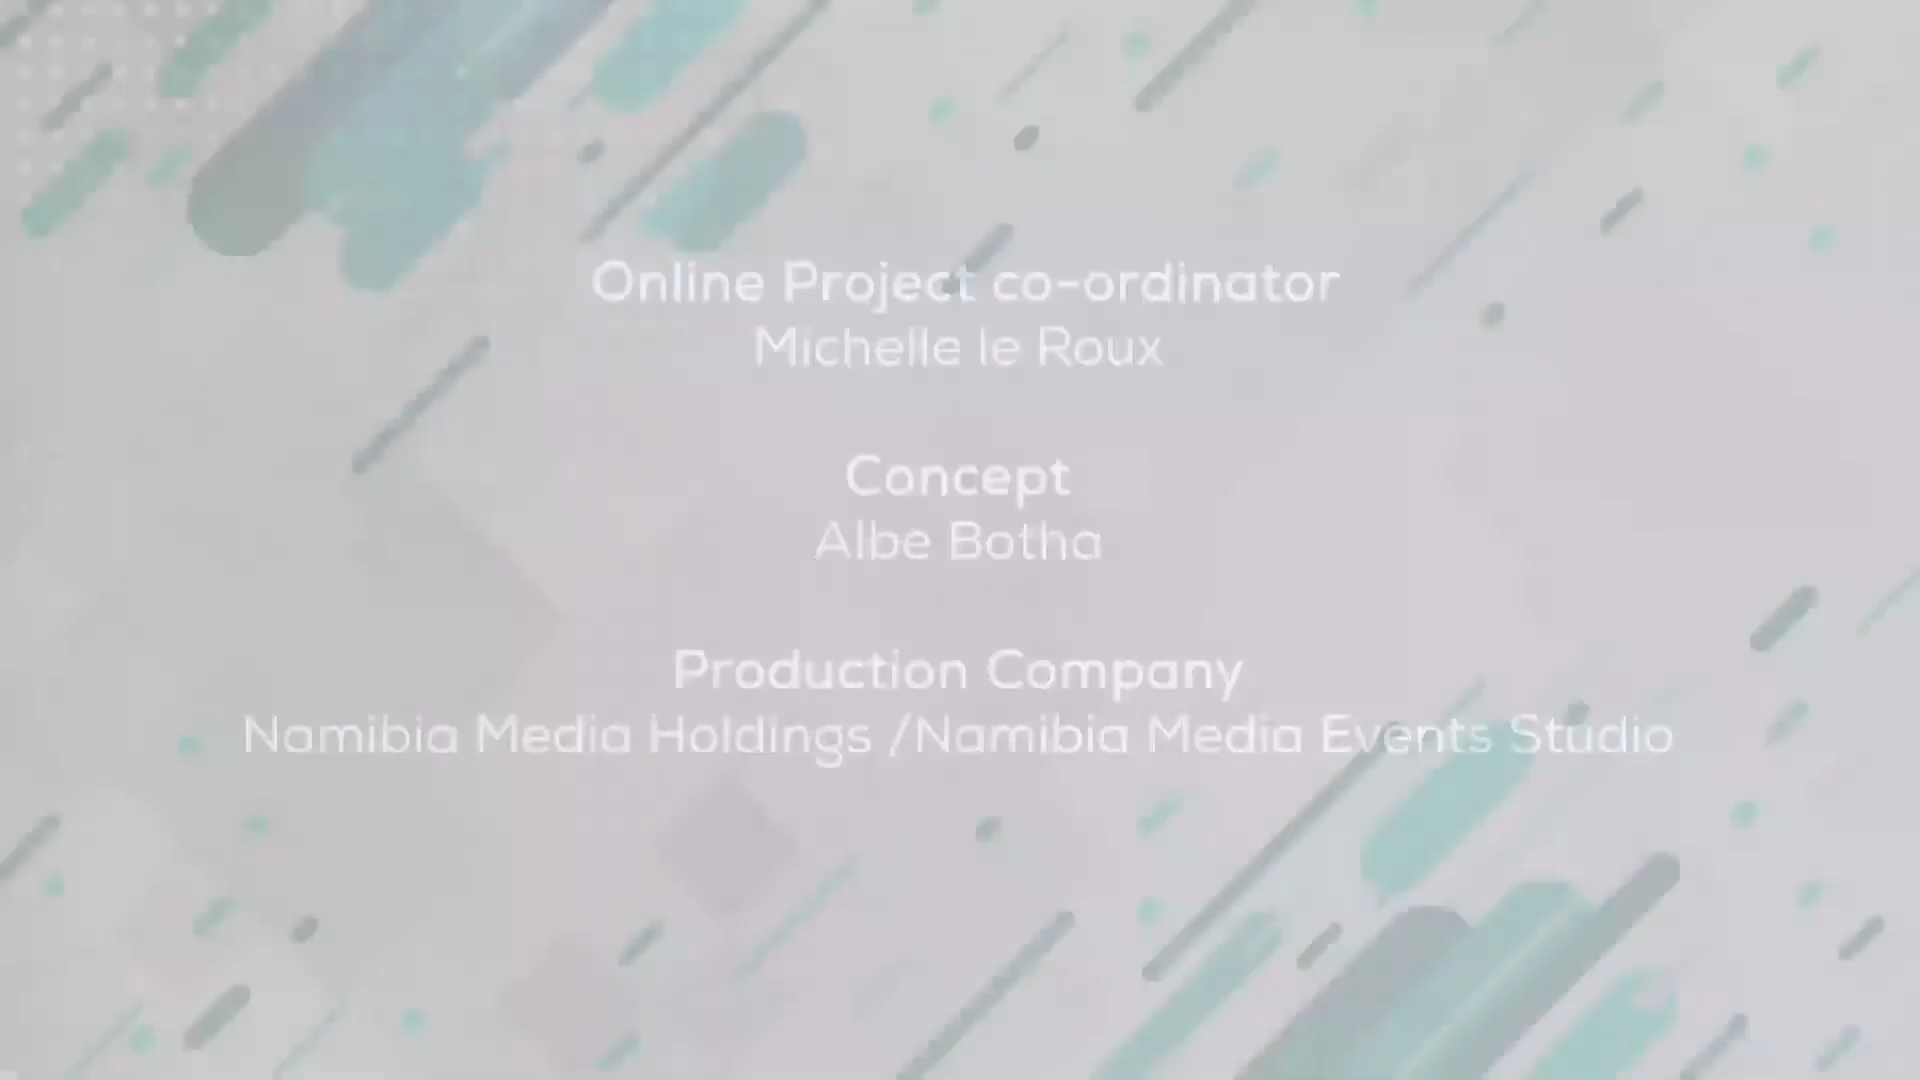 Online Project co-ordinator
Michelle le Roux
Concept
Albe Botha
Production Company
Namibia Media Holdings /Namibia Media Events Studio